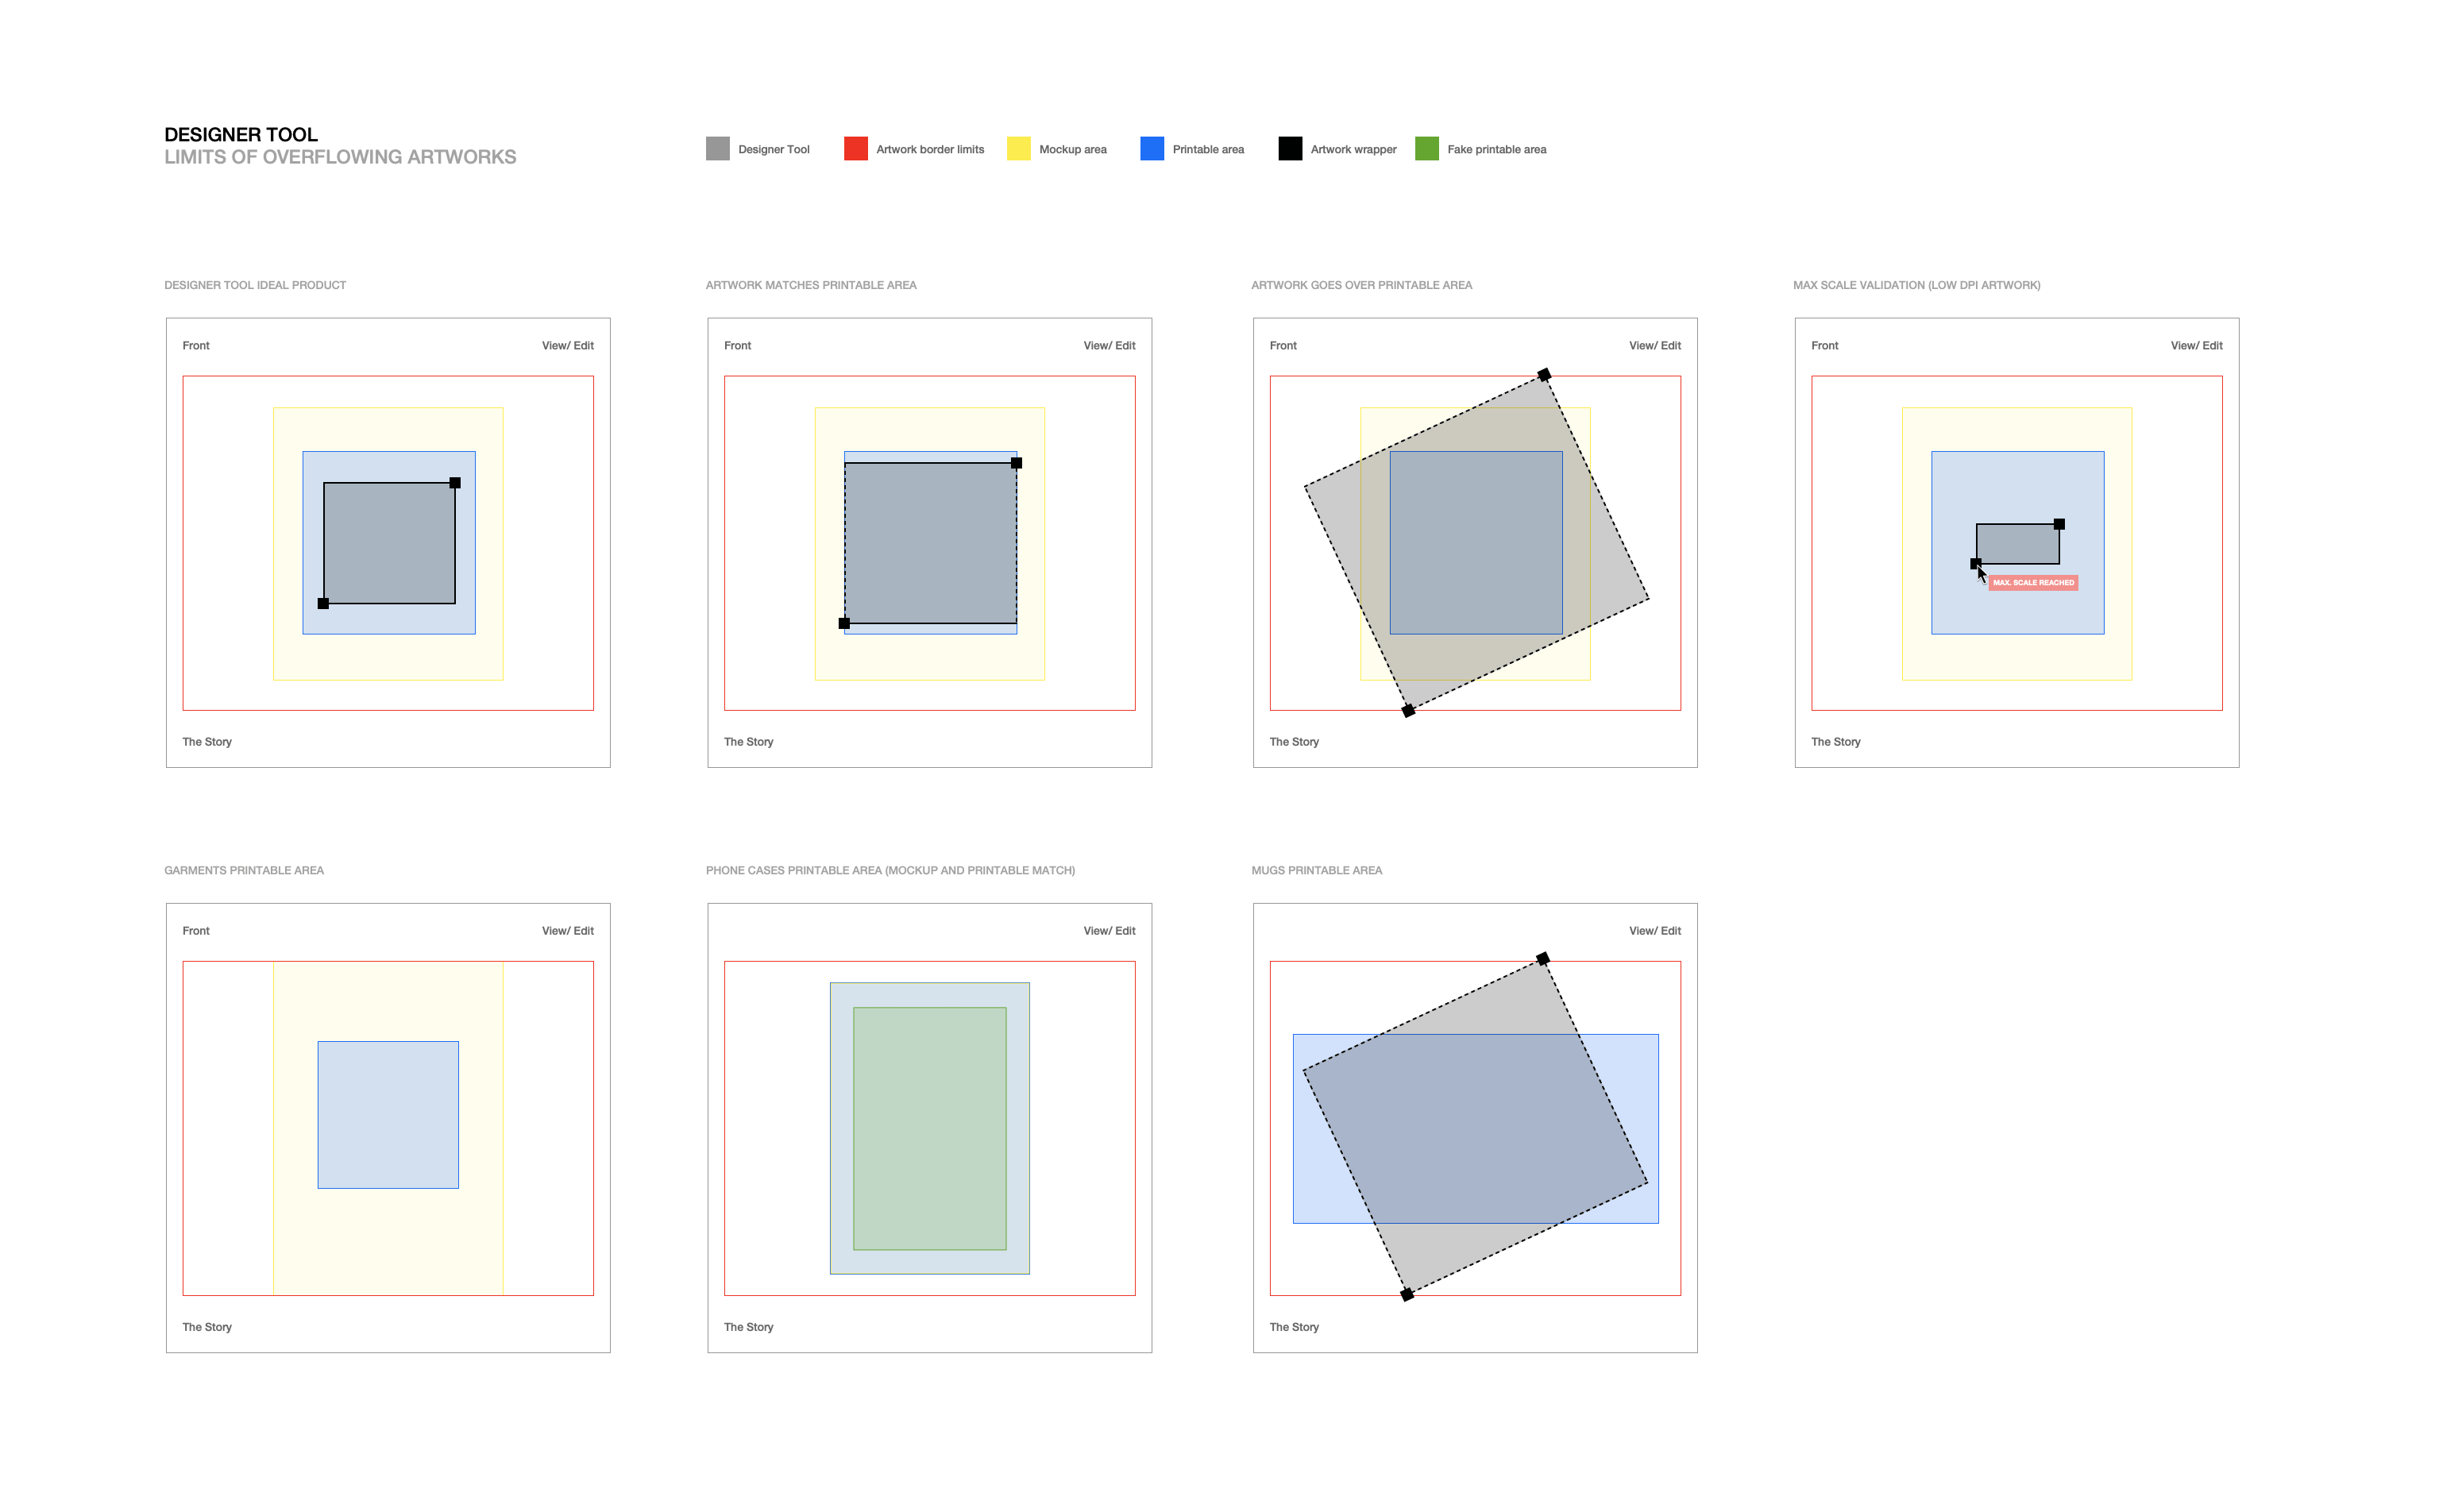 DESIGNER TOOL
LIMITS OF OVERFLOWING ARTWORKS
Designer Tool
Artwork border limits
Mockup area
Printable area
Artwork wrapper
Fake printable area
DESIGNER TOOL IDEAL PRODUCT
Front
View/ Edit
The Story
ARTWORK MATCHES PRINTABLE AREA
Front
View/ Edit
The Story
ARTWORK GOES OVER PRINTABLE AREA
Front
View/ Edit
The Story
MAX SCALE VALIDATION (LOW DPI ARTWORK)
Front
View/ Edit
MAX. SCALE REACHED
The Story
GARMENTS PRINTABLE AREA
Front
View/ Edit
The Story
PHONE CASES PRINTABLE AREA (MOCKUP AND PRINTABLE MATCH)
View/ Edit
The Story
MUGS PRINTABLE AREA
View/ Edit
The Story